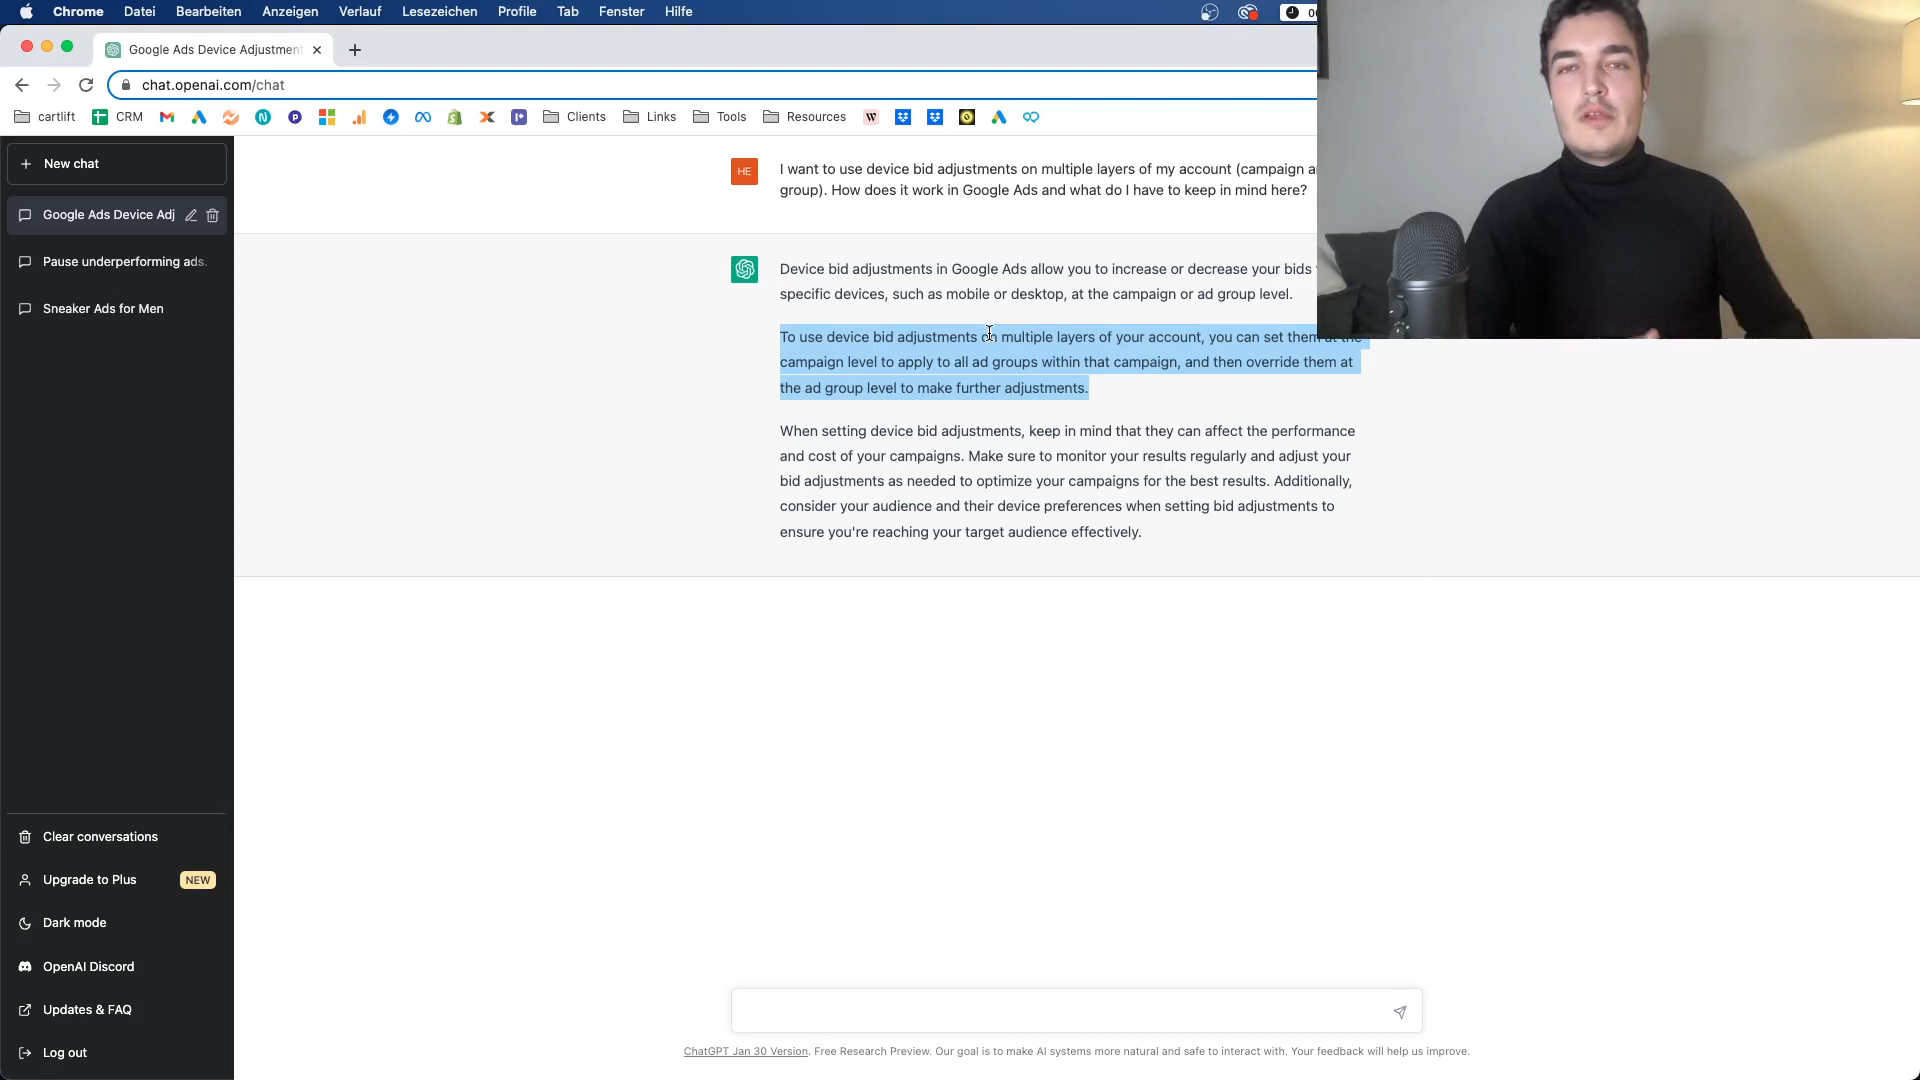 Chrome Datei Bearbeiten Anzeigen Verlauf Lesezeichen Profile Tab Fenster Hilfe
Google Ads Device Adjustment
chat.openai.com/chat
cartlift CRM Clients Links Tools Resources
New chat
Google Ads Device Adj
Pause underperforming ads.
Sneaker Ads for Men
Clear conversations
Upgrade to Plus NEW
Dark mode
OpenAI Discord
Updates & FAQ
Log out
HE
I want to use device bid adjustments on multiple layers of my account (campaign
group). How does it work in Google Ads and what do I have to keep in mind here?
Device bid adjustments in Google Ads allow you to increase or decrease your bids
specific devices, such as mobile or desktop, at the campaign or ad group level.
To use device bid adjustments on multiple layers of your account, you can set them at the
campaign level to apply to all ad groups within that campaign, and then override them at
the ad group level to make further adjustments.
When setting device bid adjustments, keep in mind that they can affect the performance
and cost of your campaigns. Make sure to monitor your results regularly and adjust your
bid adjustments as needed to optimize your campaigns for the best results. Additionally,
consider your audience and their device preferences when setting bid adjustments to
ensure you're reaching your target audience effectively.
ChatGPT Jan 30 Version. Free Research Preview. Our goal is to make AI systems more natural and safe to interact with. Your feedback will help us improve.